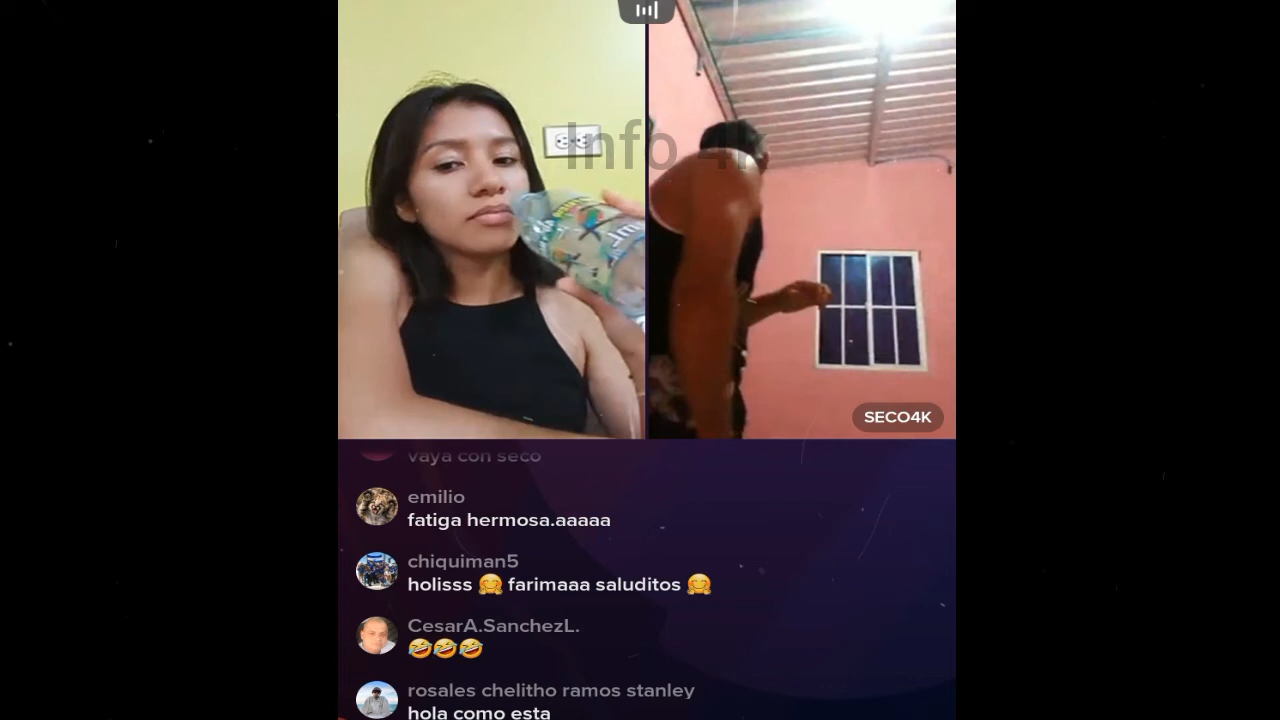 Info 4k
SECO4K
vaya con seco
emilio
fatiga hermosa.aaaaa
chiquiman5
holisss 🤗 farimaaa saluditos 🤗
CesarA.SanchezL.
🤣🤣🤣
rosales chelitho ramos stanley
hola como esta